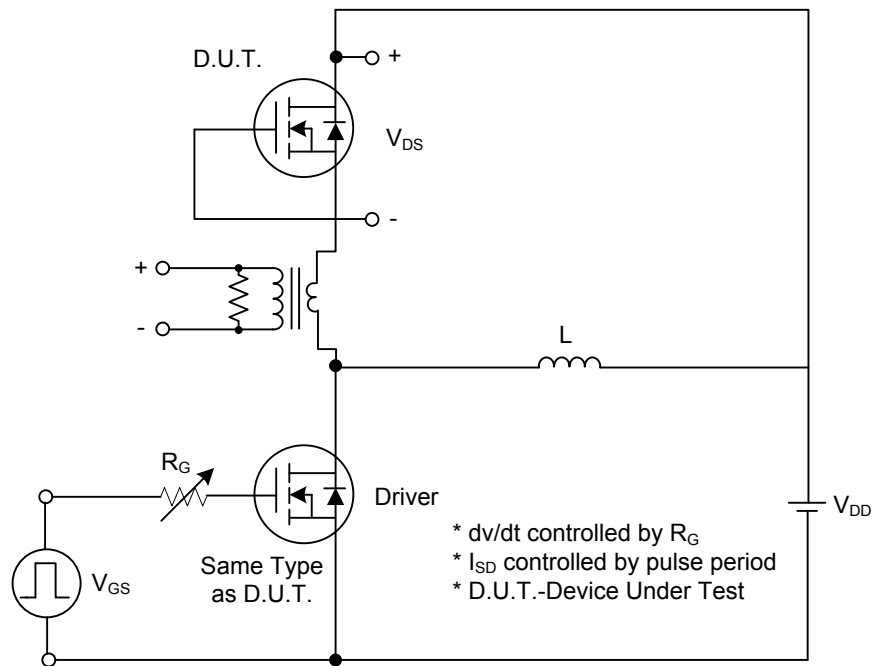 D.U.T.
+
V_DS
-
+
-
L
R_G
Driver
V_DD
V_GS
Same Type
as D.U.T.
* dv/dt controlled by R_G
* I_SD controlled by pulse period
* D.U.T.-Device Under Test